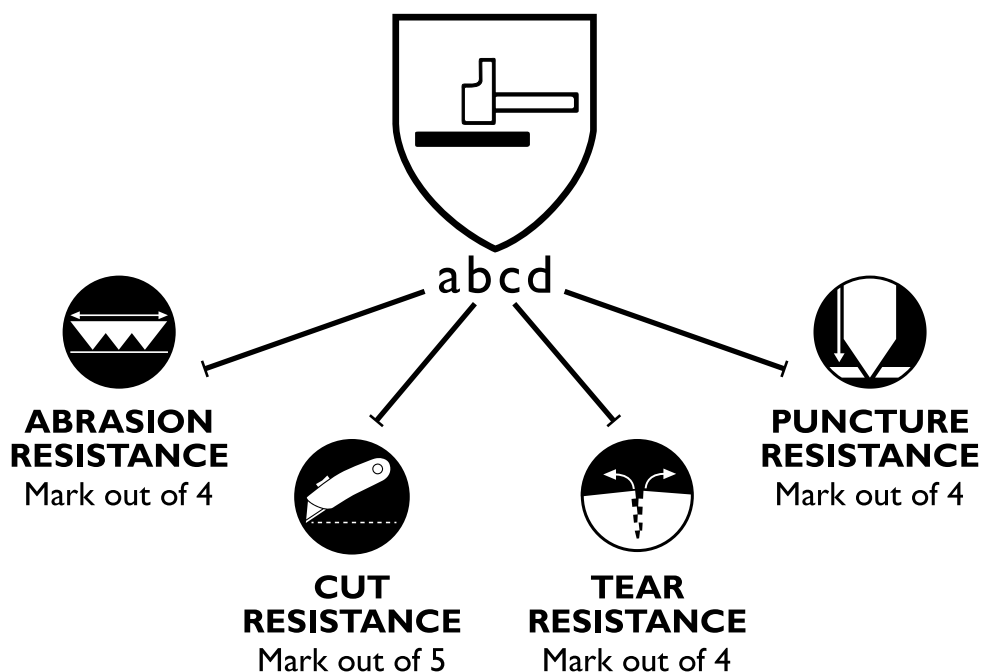 abcd
ABRASION
RESISTANCE
Mark out of 4
CUT
RESISTANCE
Mark out of 5
TEAR
RESISTANCE
Mark out of 4
PUNCTURE
RESISTANCE
Mark out of 4